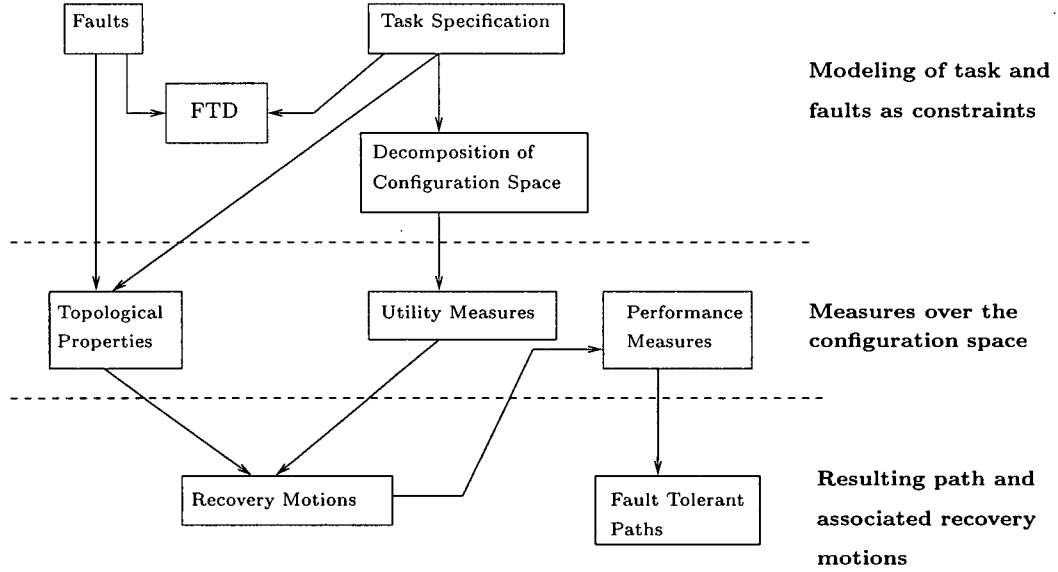 Faults
Task Specification
FTD
Modeling of task and
faults as constraints
Decomposition of
Configuration Space
Topological
Properties
Utility Measures
Performance
Measures
Measures over the
configuration space
Recovery Motions
Fault Tolerant
Paths
Resulting path and
associated recovery
motions